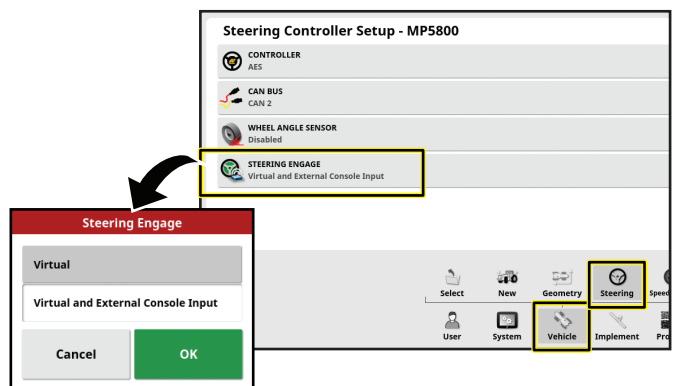 Steering Controller Setup - MP5800
CONTROLLER
AES
CAN BUS
CAN 2
WHEEL ANGLE SENSOR
Disabled
STEERING ENGAGE
Virtual and External Console Input
Steering Engage
Virtual
Virtual and External Console Input
Cancel
OK
Select
New
Geometry
Steering
Speed
User
System
Vehicle
Implement